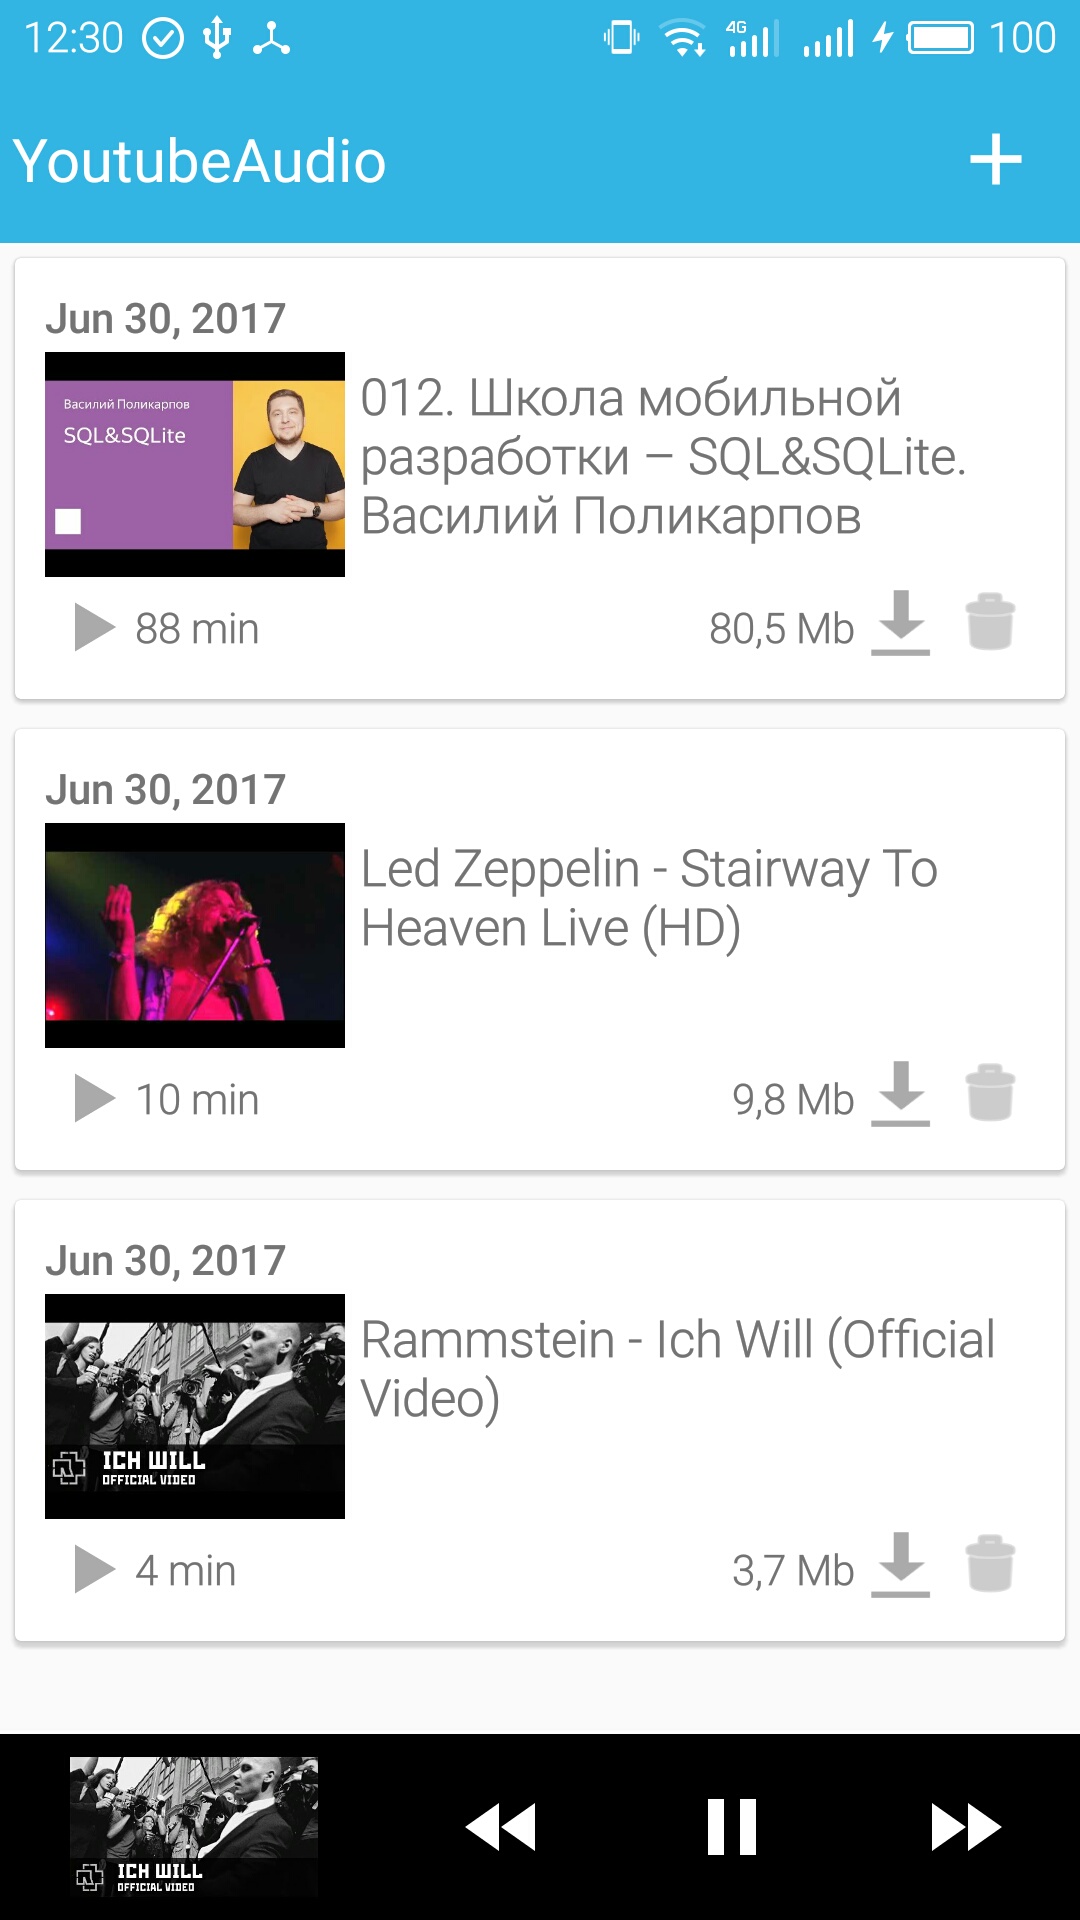 12:30
4G
100
YoutubeAudio
Jun 30, 2017
Василий Поликарпов
SQL&SQLite
012. Школа мобильной
разработки – SQL&SQLite.
Василий Поликарпов
88 min
80,5 Mb
Jun 30, 2017
Led Zeppelin - Stairway To
Heaven Live (HD)
10 min
9,8 Mb
Jun 30, 2017
ICH WILL
OFFICIAL VIDEO
Rammstein - Ich Will (Official
Video)
4 min
3,7 Mb
ICH WILL
OFFICIAL VIDEO